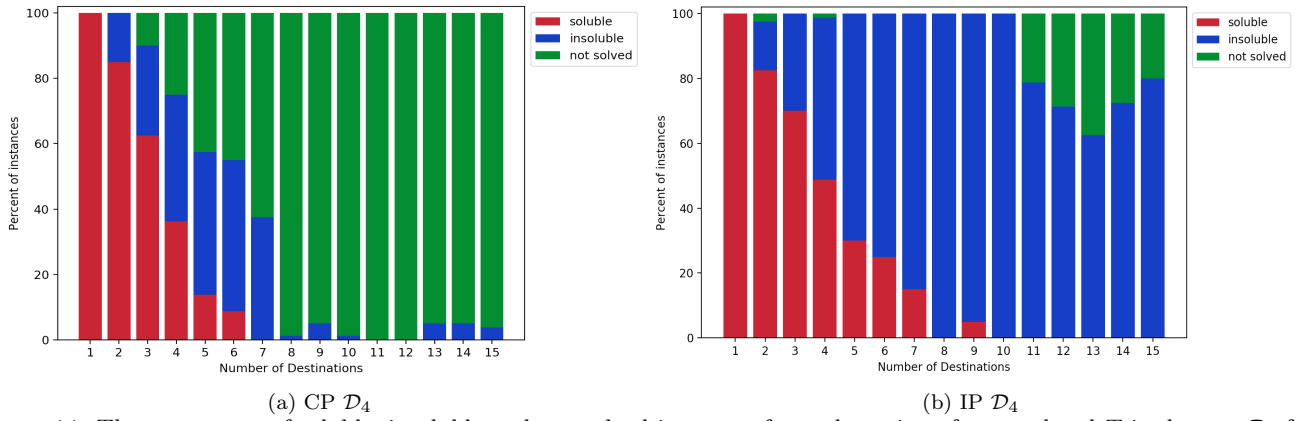 100
80
60
40
20
0
Percent of instances
1 2 3 4 5 6 7 8 9 10 11 12 13 14 15
Number of Destinations
soluble
insoluble
not solved
(a) CP 𝒟₄
100
80
60
40
20
0
Percent of instances
1 2 3 4 5 6 7 8 9 10 11 12 13 14 15
Number of Destinations
soluble
insoluble
not solved
(b) IP 𝒟₄